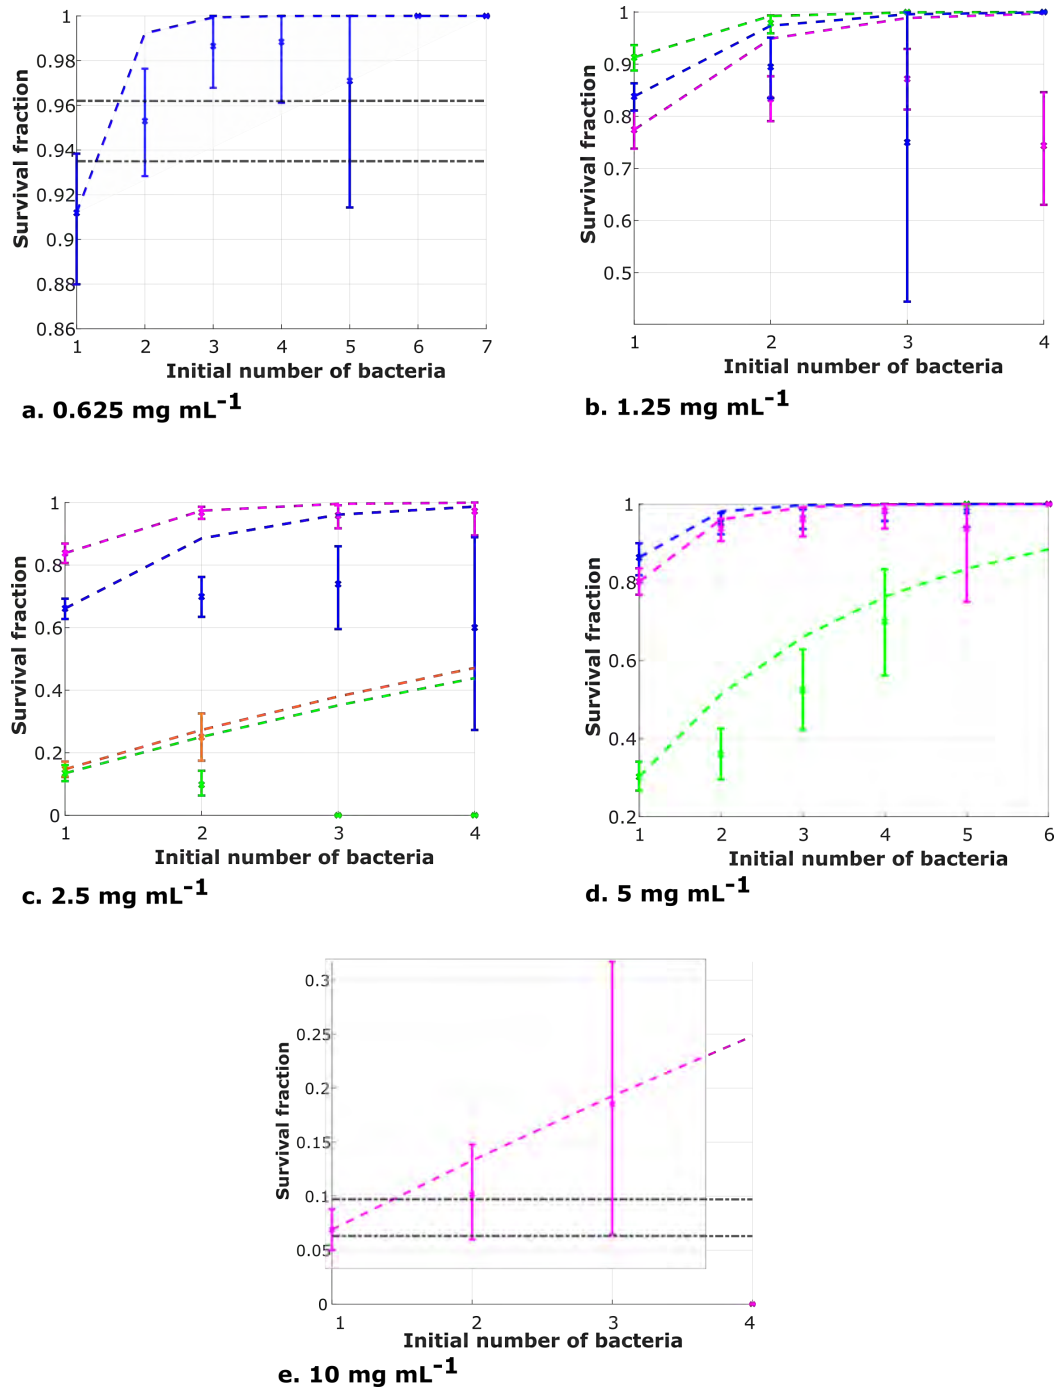 1
0.98
0.96
0.94
0.92
0.9
0.88
0.86
Survival fraction
1 2 3 4 5 6 7
Initial number of bacteria
a. 0.625 mg mL-1
1
0.9
0.8
0.7
0.6
0.5
Survival fraction
1 2 3 4
Initial number of bacteria
b. 1.25 mg mL-1
1
0.8
0.6
0.4
0.2
0
Survival fraction
1 2 3 4
Initial number of bacteria
c. 2.5 mg mL-1
1
0.8
0.6
0.4
0.2
Survival fraction
1 2 3 4 5 6
Initial number of bacteria
d. 5 mg mL-1
0.3
0.25
0.2
0.15
0.1
0.05
0
Survival fraction
1 2 3 4
Initial number of bacteria
e. 10 mg mL-1